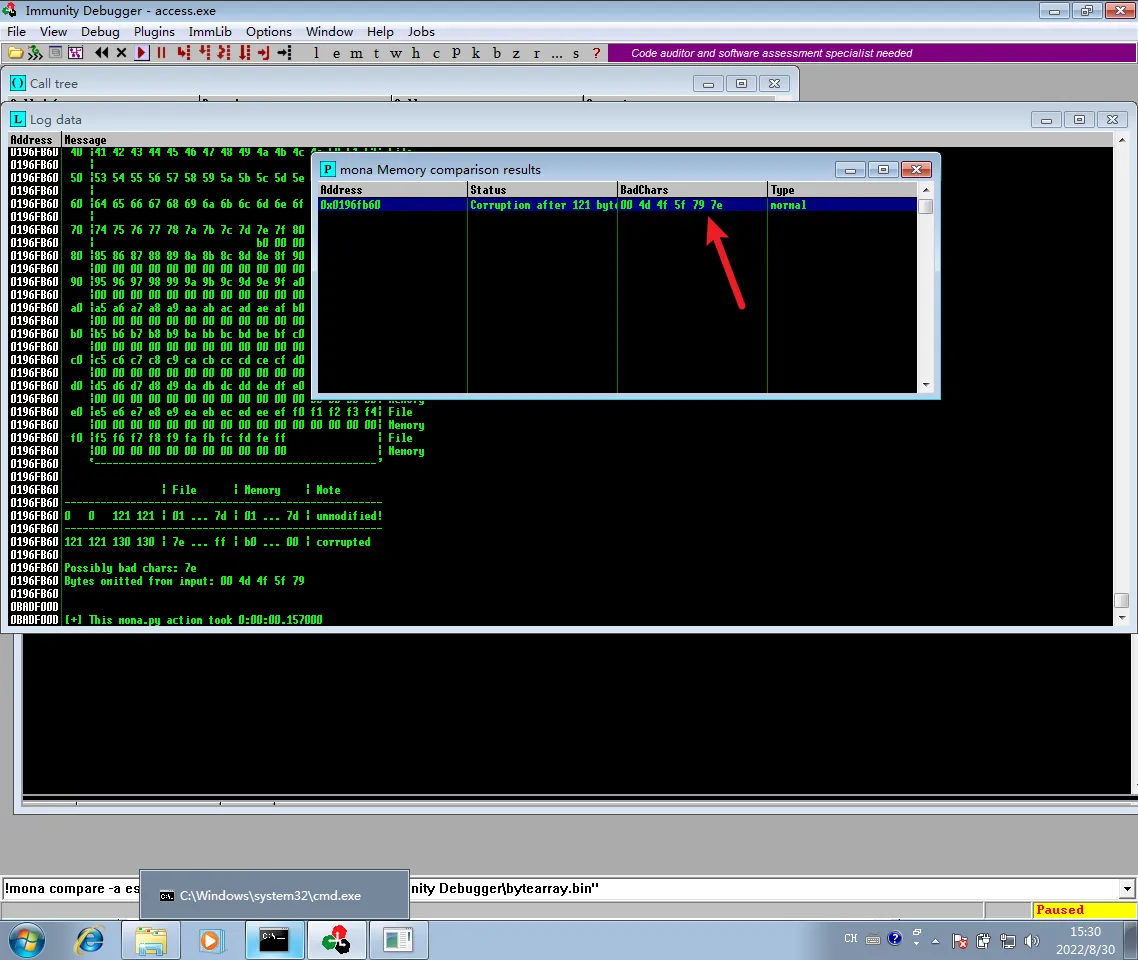 Immunity Debugger - access.exe
File View Debug Plugins ImmLib Options Window Help Jobs
l e m t w h c P k b z r ... s ? Code auditor and software assessment specialist needed
Call tree
Log data
Address Message
0196FB60 40 |41 42 43 44 45 46 47 48 49 4a 4b 4c
0196FB60 |
0196FB60 50 |53 54 55 56 57 58 59 5a 5b 5c 5d 5e
0196FB60 |
0196FB60 60 |64 65 66 67 68 69 6a 6b 6c 6d 6e 6f
0196FB60 |
0196FB60 70 |74 75 76 77 78 7a 7b 7c 7d 7e 7f 80
0196FB60 | b0 00 00
0196FB60 80 |85 86 87 88 89 8a 8b 8c 8d 8e 8f 90
0196FB60 |00 00 00 00 00 00 00 00 00 00 00 00
0196FB60 90 |95 96 97 98 99 9a 9b 9c 9d 9e 9f a0
0196FB60 |00 00 00 00 00 00 00 00 00 00 00 00
0196FB60 a0 |a5 a6 a7 a8 a9 aa ab ac ad ae af b0
0196FB60 |00 00 00 00 00 00 00 00 00 00 00 00
0196FB60 b0 |b5 b6 b7 b8 b9 ba bb bc bd be bf c0
0196FB60 |00 00 00 00 00 00 00 00 00 00 00 00
0196FB60 c0 |c5 c6 c7 c8 c9 ca cb cc cd ce cf d0
0196FB60 |00 00 00 00 00 00 00 00 00 00 00 00
0196FB60 d0 |d5 d6 d7 d8 d9 da db dc dd de df e0
0196FB60 |00 00 00 00 00 00 00 00 00 00 00 00 00 00 00 00| Memory
0196FB60 e0 |e5 e6 e7 e8 e9 ea eb ec ed ee ef f0 f1 f2 f3 f4| File
0196FB60 |00 00 00 00 00 00 00 00 00 00 00 00 00 00 00 00| Memory
0196FB60 f0 |f5 f6 f7 f8 f9 fa fb fc fd fe ff | File
0196FB60 |00 00 00 00 00 00 00 00 00 00 00 | Memory
0196FB60 `-----------------------------------------------'
0196FB60
0196FB60 | File | Memory | Note
0196FB60 -----------------------------------------------------
0196FB60 0 0 121 121 | 01 ... 7d | 01 ... 7d | unmodified!
0196FB60 -----------------------------------------------------
0196FB60 121 121 130 130 | 7e ... ff | b0 ... 00 | corrupted
0196FB60
0196FB60 Possibly bad chars: 7e
0196FB60 Bytes omitted from input: 00 4d 4f 5f 79
0196FB60
0BADF00D
0BADF00D [+] This mona.py action took 0:00:00.157000
mona Memory comparison results
Address Status BadChars Type
0x0196fb60 Corruption after 121 byte 00 4d 4f 5f 79 7e normal
!mona compare -a es
nity Debugger\bytearray.bin"
C:\Windows\system32\cmd.exe
Paused
CH
15:30
2022/8/30